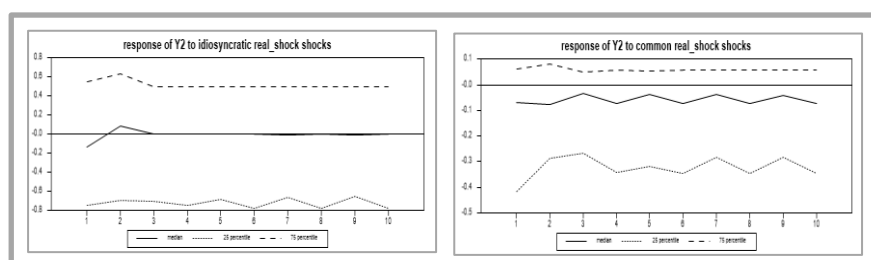 response of Y2 to idiosyncratic real_shock shocks
0.8
0.6
0.4
0.2
-0.0
-0.2
-0.4
-0.6
-0.8
1 2 3 4 5 6 7 8 9 10
median 25 percentile 75 percentile
response of Y2 to common real_shock shocks
0.1
-0.0
-0.1
-0.2
-0.3
-0.4
-0.5
1 2 3 4 5 6 7 8 9 10
median 25 percentile 75 percentile